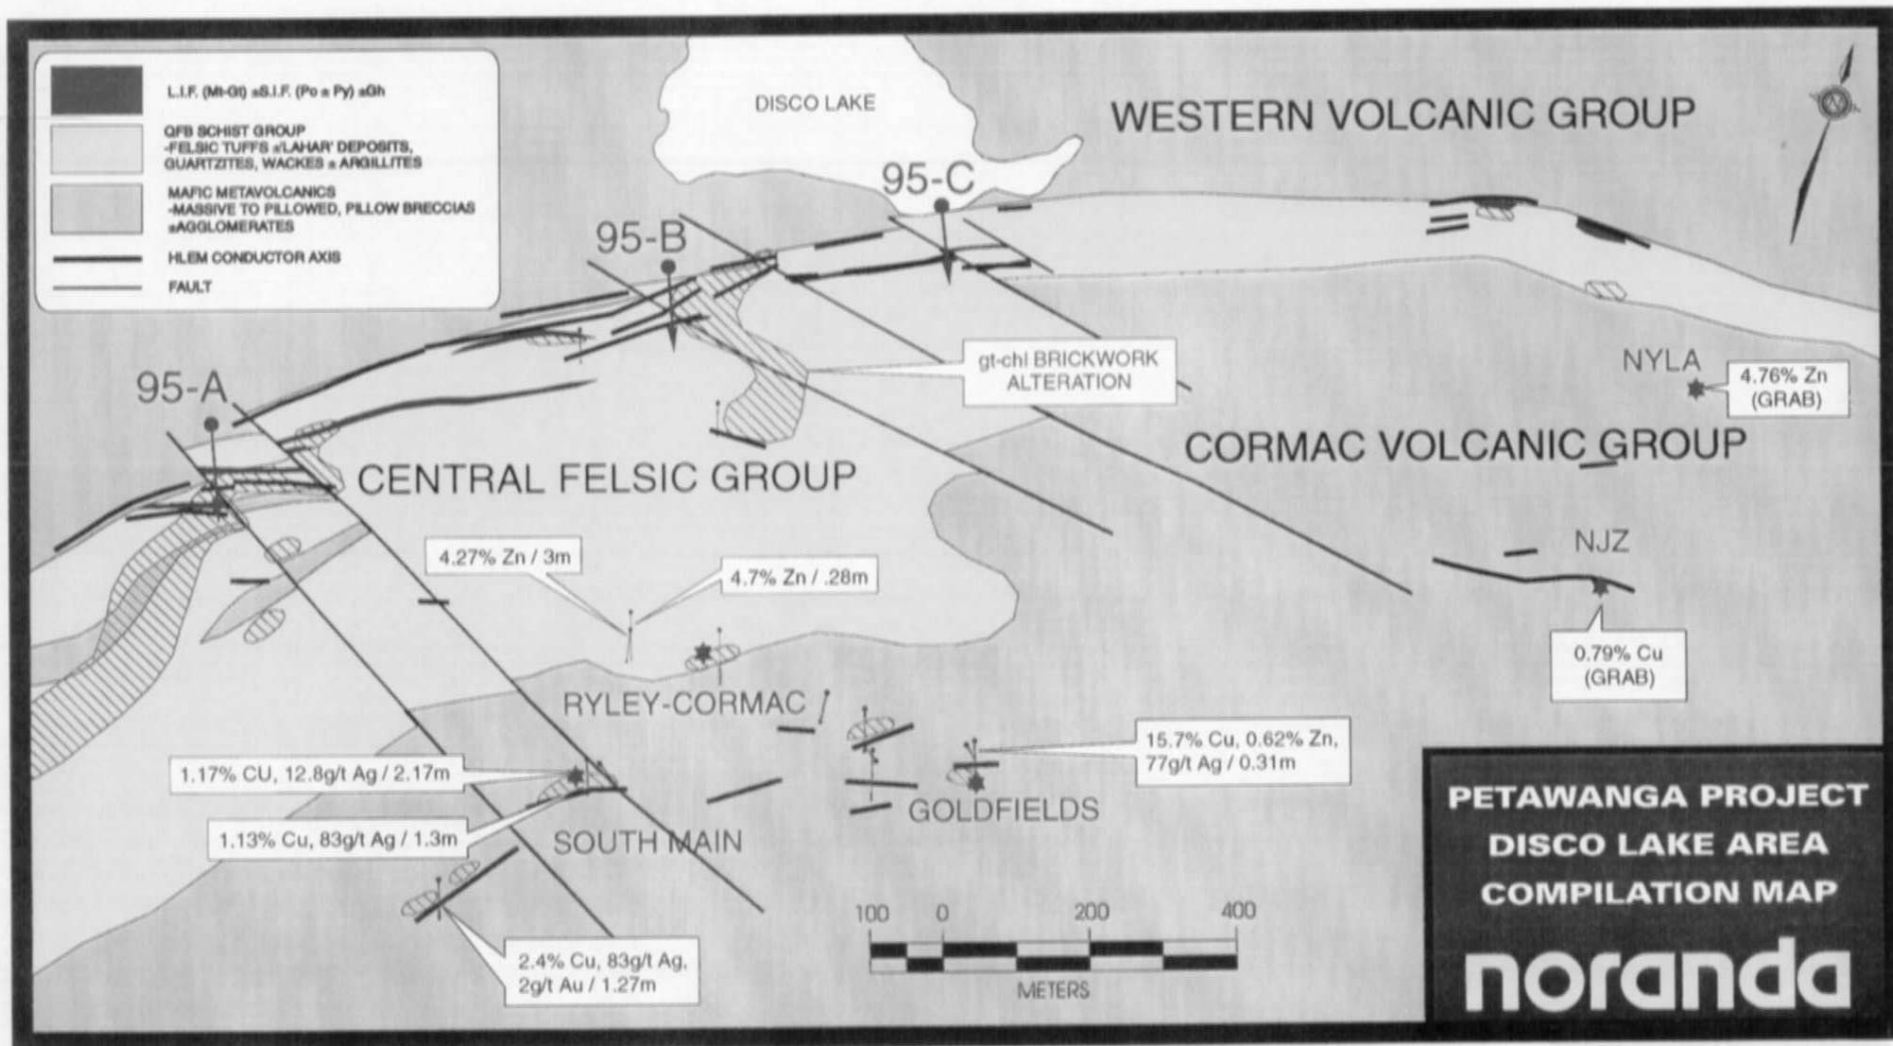 L.I.F. (Mt-Gt) ±S.I.F. (Po ± Py) ±Gh
QFB SCHIST GROUP
-FELSIC TUFFS ±'LAHAR' DEPOSITS,
QUARTZITES, WACKES ± ARGILLITES
MAFIC METAVOLCANICS
-MASSIVE TO PILLOWED, PILLOW BRECCIAS
±AGGLOMERATES
HLEM CONDUCTOR AXIS
FAULT
DISCO LAKE
WESTERN VOLCANIC GROUP
N
95-C
95-B
95-A
gt-chl BRICKWORK
ALTERATION
NYLA
4.76% Zn
(GRAB)
CORMAC VOLCANIC GROUP
CENTRAL FELSIC GROUP
4.27% Zn / 3m
4.7% Zn / .28m
NJZ
0.79% Cu
(GRAB)
RYLEY-CORMAC
15.7% Cu, 0.62% Zn,
77g/t Ag / 0.31m
1.17% CU, 12.8g/t Ag / 2.17m
GOLDFIELDS
1.13% Cu, 83g/t Ag / 1.3m
SOUTH MAIN
2.4% Cu, 83g/t Ag,
2g/t Au / 1.27m
100 0 200 400
METERS
PETAWANGA PROJECT
DISCO LAKE AREA
COMPILATION MAP
noranda